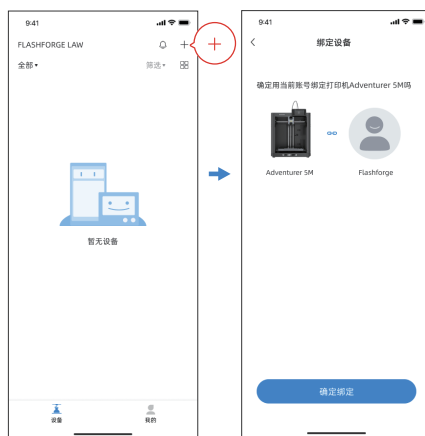 9:41
FLASHFORGE LAW
全部
筛选
暂无设备
设备
我的
9:41
绑定设备
确定用当前账号绑定打印机Adventurer 5M吗
Adventurer 5M
Flashforge
确定绑定